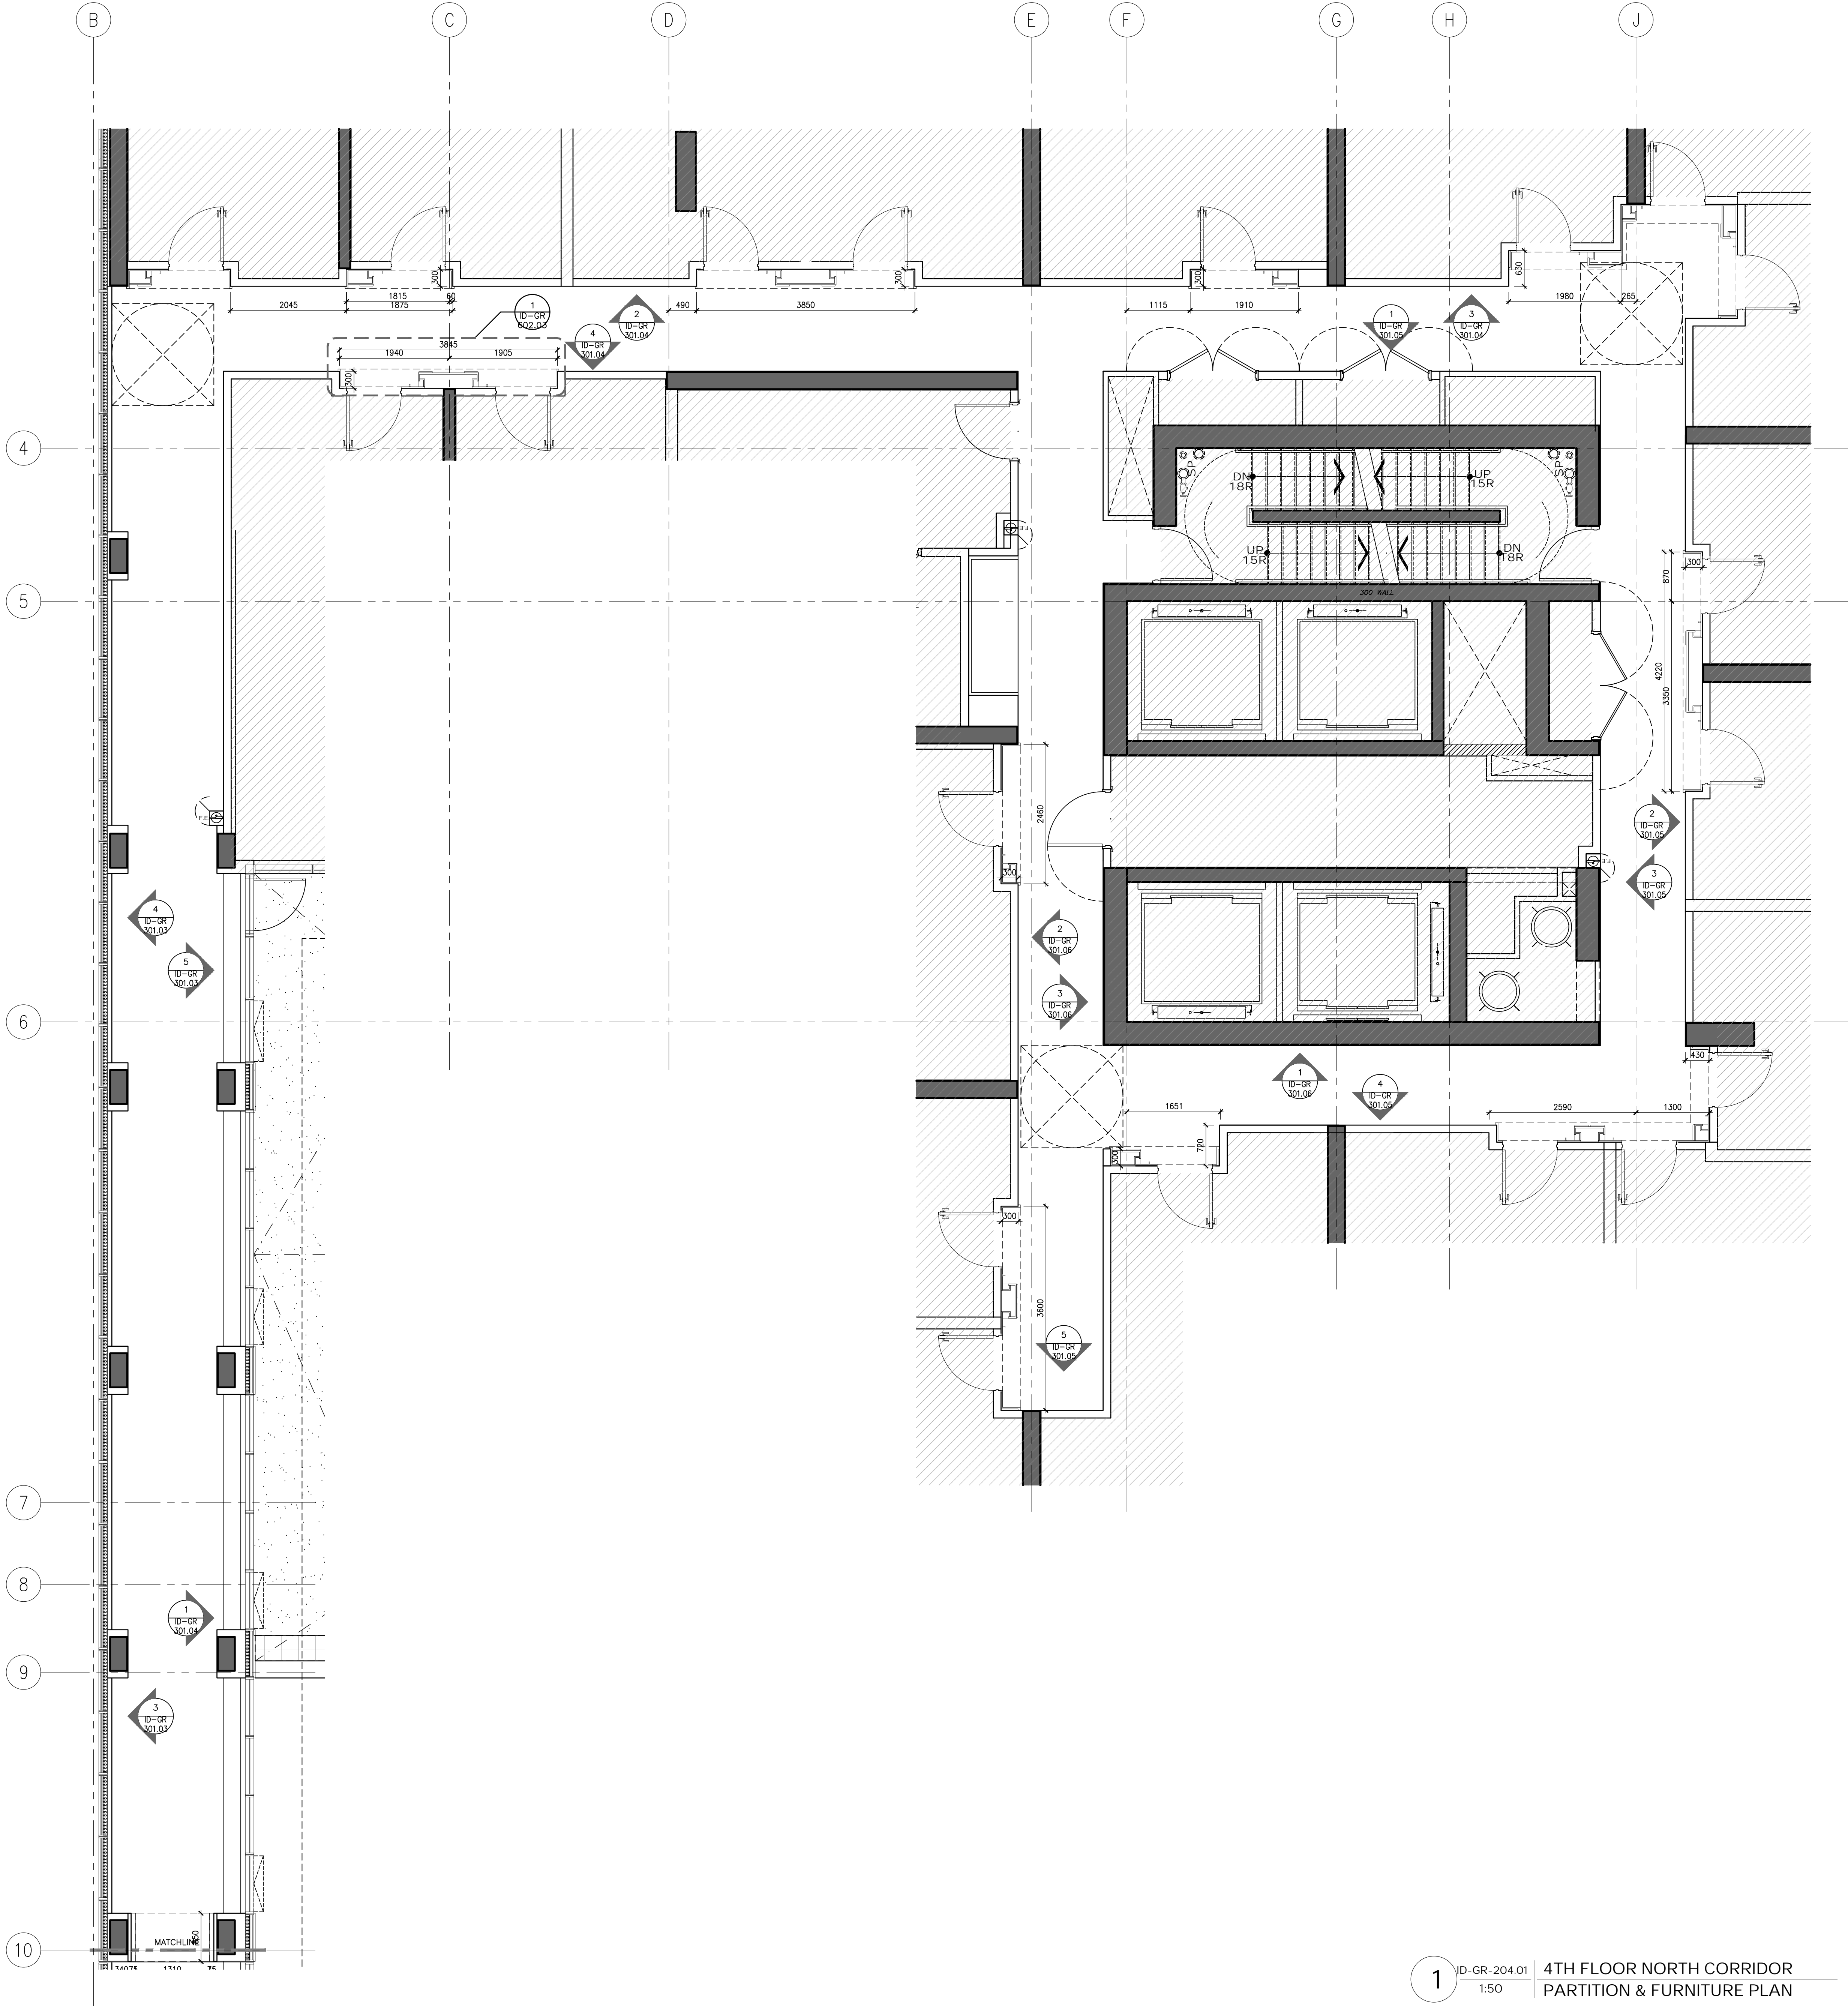 B
C
D
E
F
G
H
J
2045
1815
60
1875
300
1
ID-GR
602.03
2
ID-GR
301.04
4
ID-GR
301.04
490
3850
300
1115
1910
300
1
ID-GR
301.05
3
ID-GR
301.04
630
1980
265
3845
1940
1905
300
4
SP
DN
18R
UP
15R
SP
UP
15R
DN
18R
F.E
300 WALL
5
300
870
4220
3350
2460
300
F.E
2
ID-GR
301.05
3
ID-GR
301.05
F.E
4
ID-GR
301.03
5
ID-GR
301.03
2
ID-GR
301.06
3
ID-GR
301.06
6
430
1
ID-GR
301.06
4
ID-GR
301.05
1651
2590
1300
720
300
300
3600
5
ID-GR
301.05
7
8
1
ID-GR
301.04
9
3
ID-GR
301.03
10
MATCHLINE
34075
1310
75
1
ID-GR-204.01
1:50
4TH FLOOR NORTH CORRIDOR
PARTITION & FURNITURE PLAN